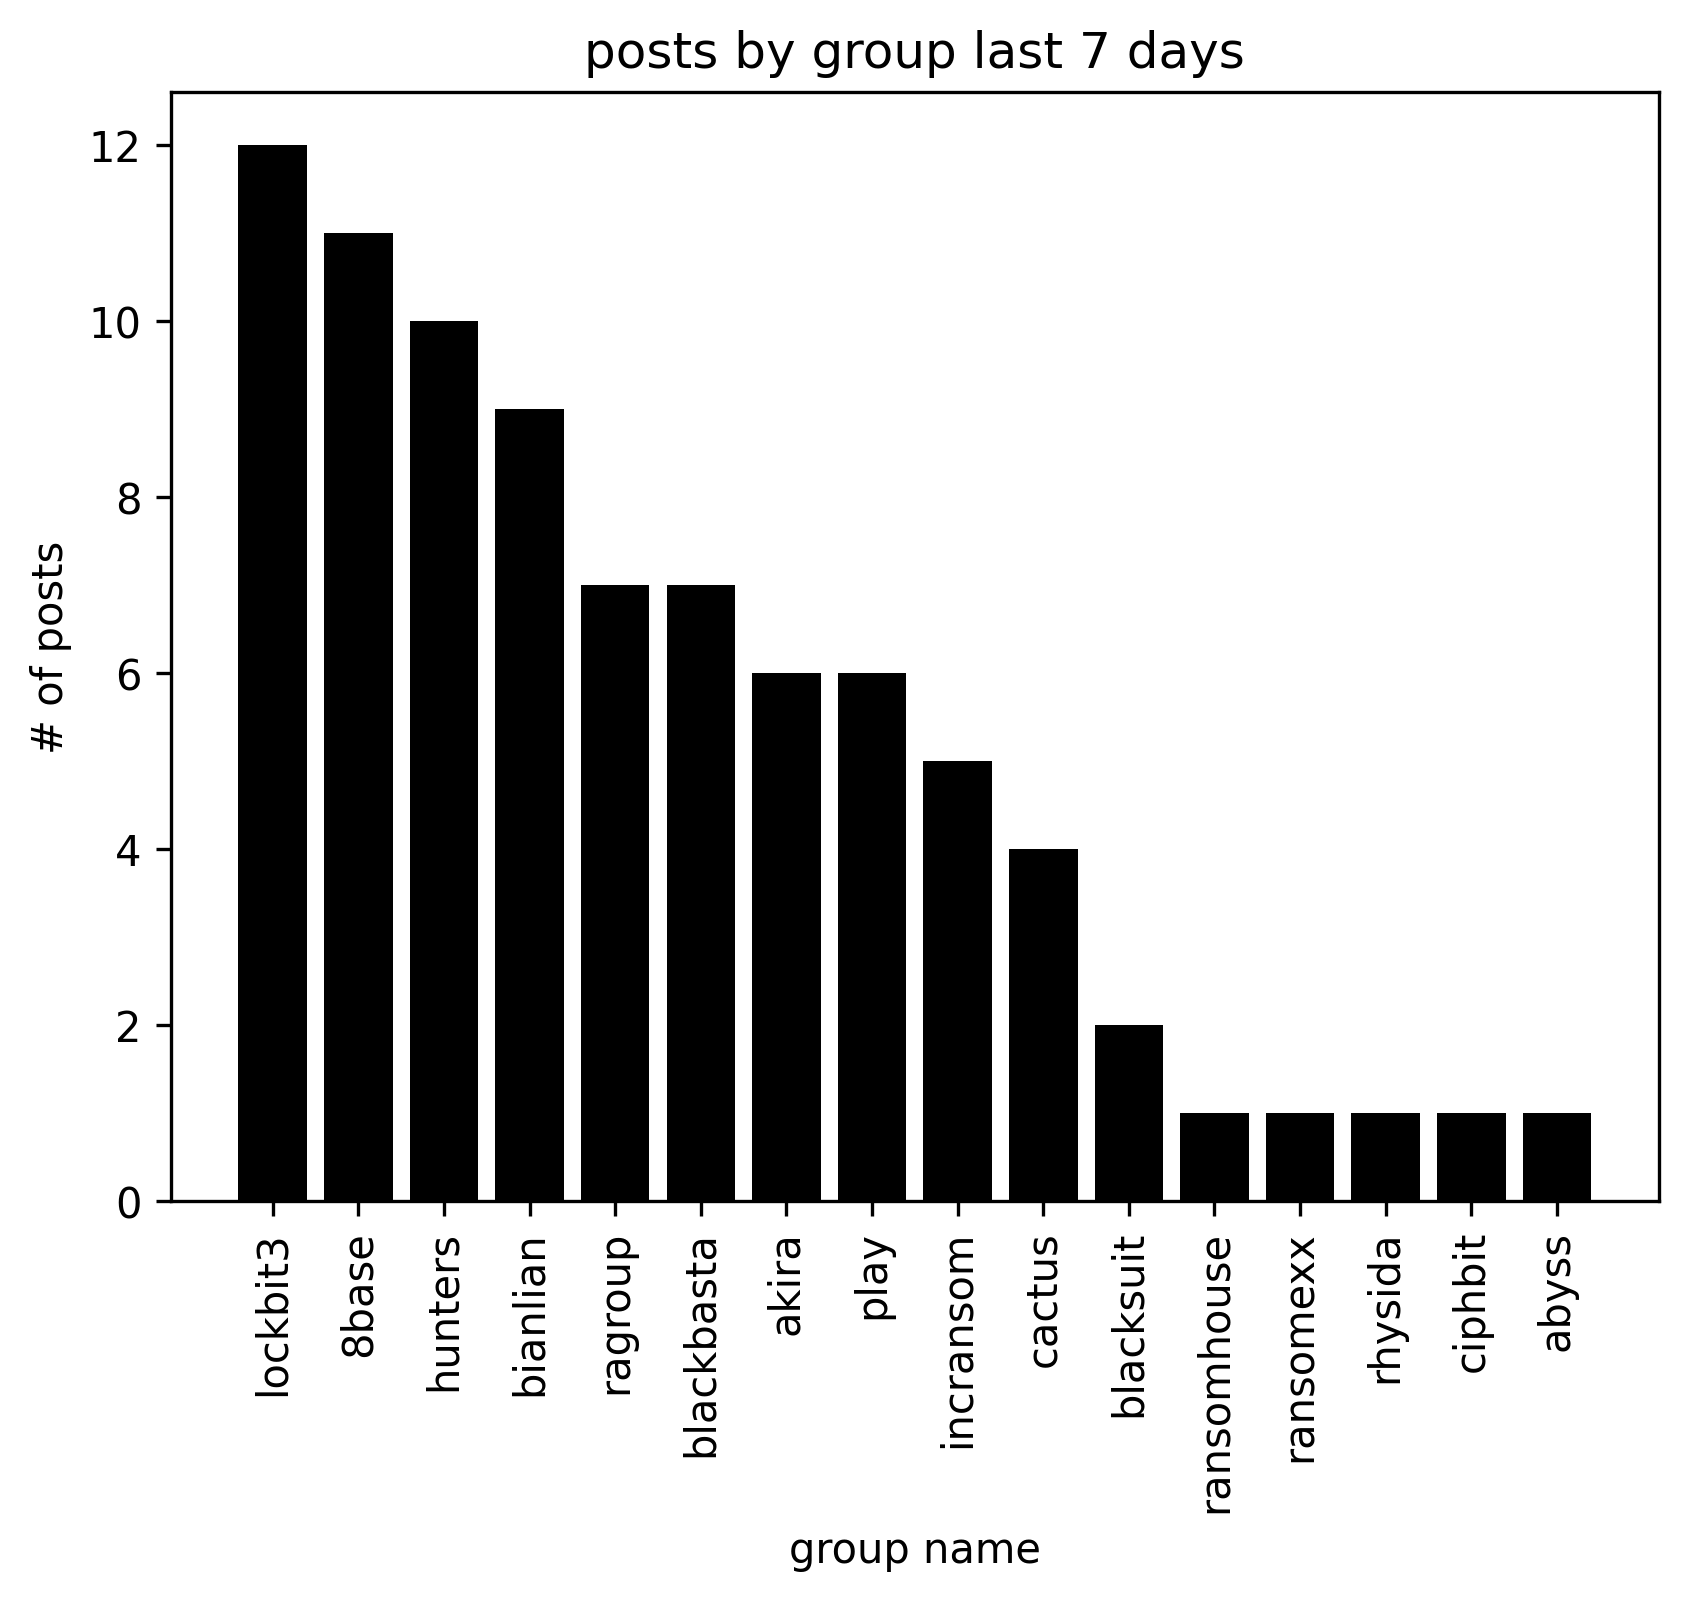 posts by group last 7 days
12
10
8
6
4
2
0
# of posts
lockbit3
8base
hunters
bianlian
ragroup
blackbasta
akira
play
incransom
cactus
blacksuit
ransomhouse
ransomexx
rhysida
ciphbit
abyss
group name